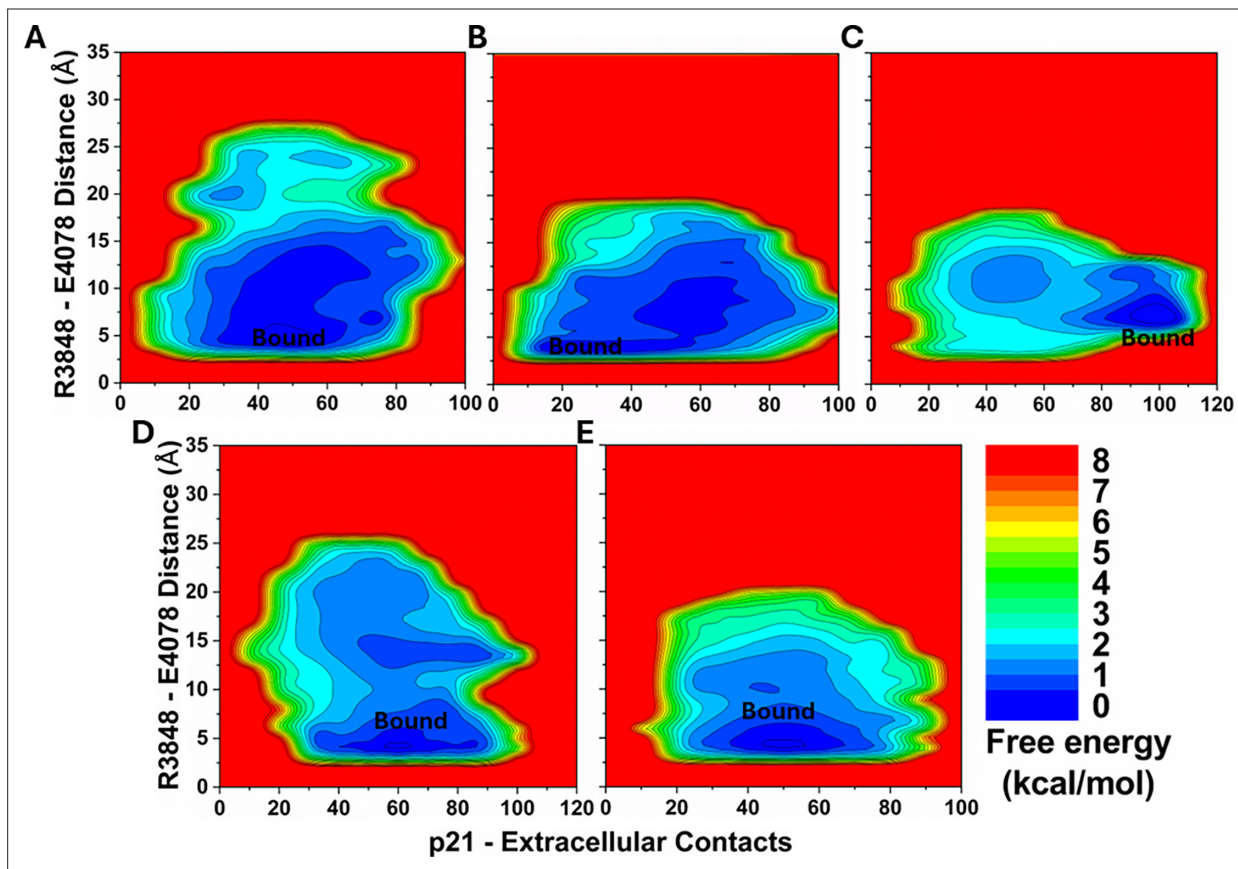 A B C
R3848 - E4078 Distance (Å)
35
30
25
20
15
10
5
0
Bound
0 20 40 60 80 100
Bound
0 20 40 60 80 100
Bound
0 20 40 60 80 100 120
D E
R3848 - E4078 Distance (Å)
35
30
25
20
15
10
5
0
Bound
0 20 40 60 80 100 120
Bound
0 20 40 60 80 100
8
7
6
5
4
3
2
1
0
Free energy
(kcal/mol)
p21 - Extracellular Contacts